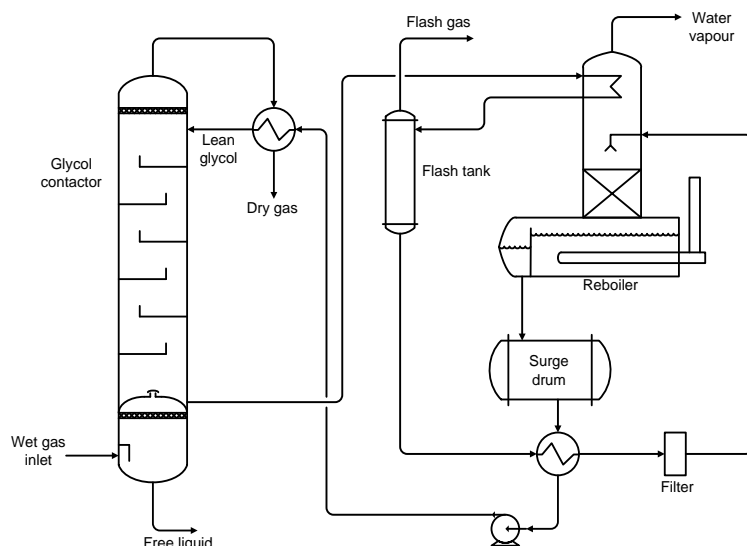 Flash gas
Water
vapour
Glycol
contactor
Lean
glycol
Flash tank
Dry gas
Reboiler
Surge
drum
Wet gas
inlet
Filter
Free liquid